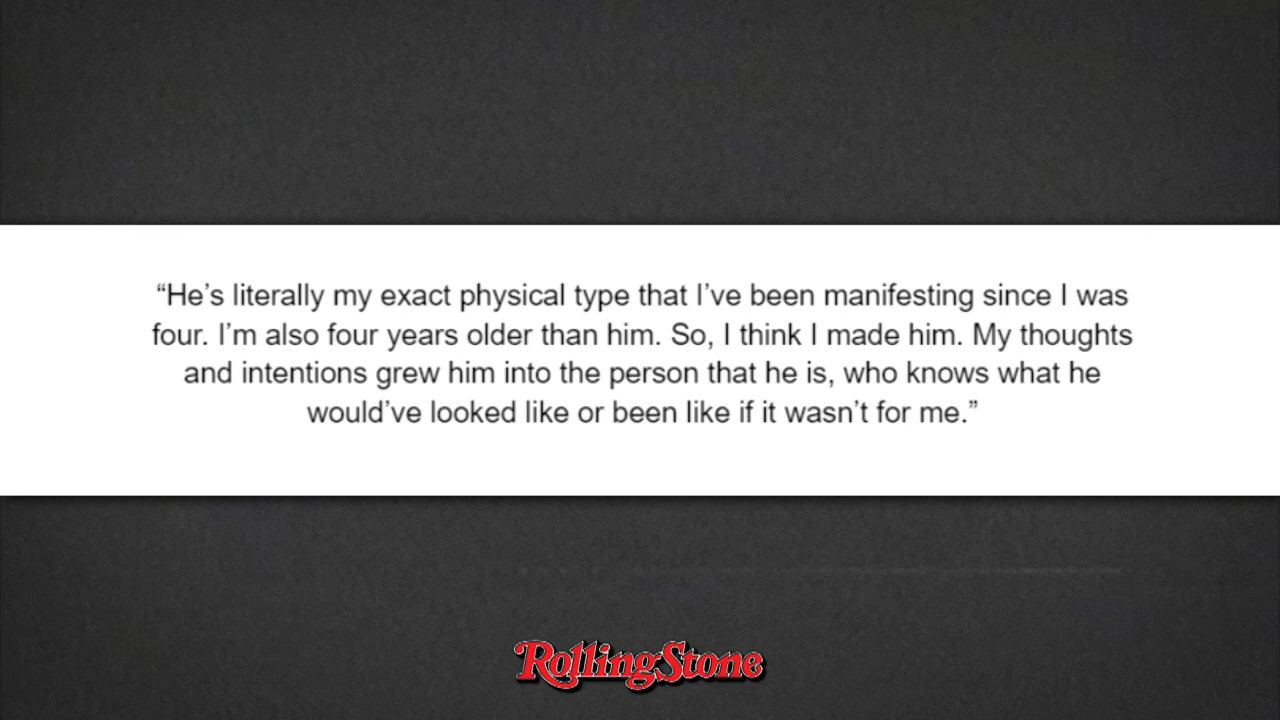 “He’s literally my exact physical type that I’ve been manifesting since I was
four. I’m also four years older than him. So, I think I made him. My thoughts
and intentions grew him into the person that he is, who knows what he
would’ve looked like or been like if it wasn’t for me.”
RollingStone